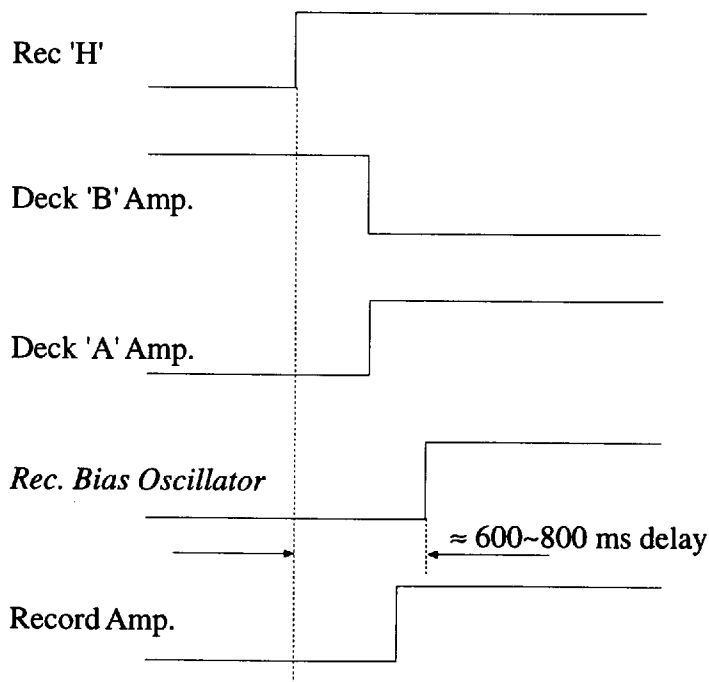 Rec 'H'
Deck 'B' Amp.
Deck 'A' Amp.
Rec. Bias Oscillator
≈ 600~800 ms delay
Record Amp.